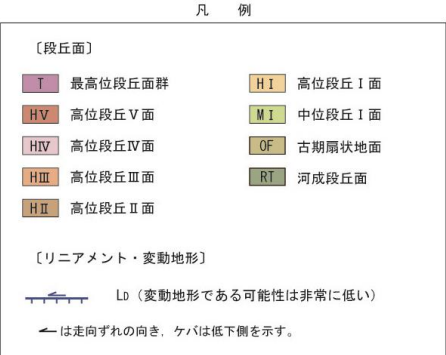 凡 例
〔段丘面〕
T 最高位段丘面群
HⅤ 高位段丘Ⅴ面
HⅣ 高位段丘Ⅳ面
HⅢ 高位段丘Ⅲ面
HⅡ 高位段丘Ⅱ面
HⅠ 高位段丘Ⅰ面
MⅠ 中位段丘Ⅰ面
OF 古期扇状地面
RT 河成段丘面
〔リニアメント・変動地形〕
LD（変動地形である可能性は非常に低い）
は走向ずれの向き，ケバは低下側を示す。